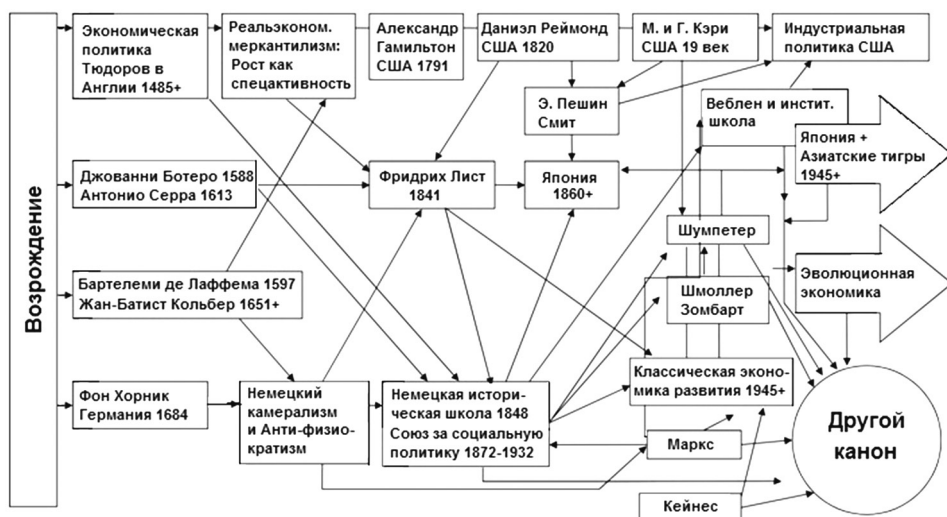 Возрождение
Экономическая
политика
Тюдоров в
Англии 1485+
Реальэконом.
меркантилизм:
Рост как
спецактивность
Александр
Гамильтон
США 1791
Даниэл Реймонд
США 1820
М. и Г. Кэри
США 19 век
Индустриальная
политика США
Э. Пешин
Смит
Веблен и инстит.
школа
Япония +
Азиатские тигры
1945+
Джованни Ботеро 1588
Антонио Серра 1613
Фридрих Лист
1841
Япония
1860+
Шумпетер
Бартелеми де Лаффема 1597
Жан-Батист Кольбер 1651+
Шмоллер
Зомбарт
Эволюционная
экономика
Фон Хорник
Германия 1684
Немецкий
камерализм
и Анти-физио-
кратизм
Немецкая истори-
ческая школа 1848
Союз за социальную
политику 1872-1932
Классическая эконо-
мика развития 1945+
Маркс
Кейнес
Другой
канон